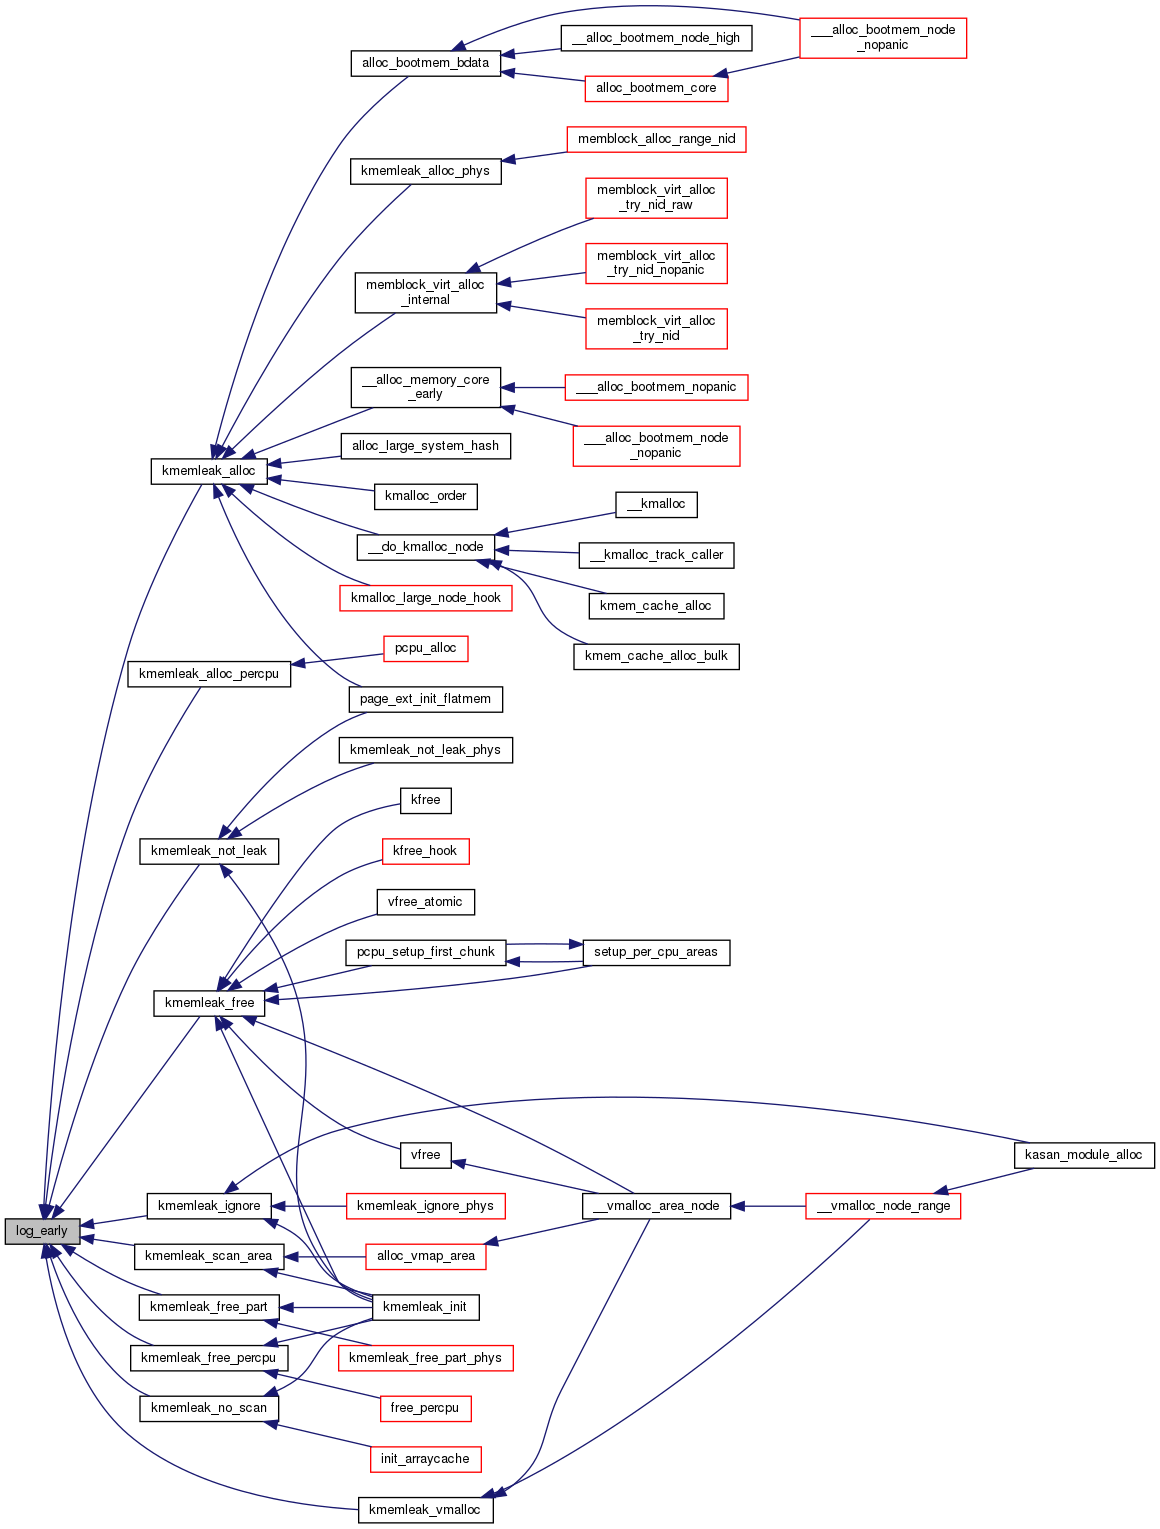 ___alloc_bootmem_node
_nopanic
__alloc_bootmem_node_high
alloc_bootmem_bdata
alloc_bootmem_core
memblock_alloc_range_nid
kmemleak_alloc_phys
memblock_virt_alloc
_try_nid_raw
memblock_virt_alloc
_try_nid_nopanic
memblock_virt_alloc
_internal
memblock_virt_alloc
_try_nid
__alloc_memory_core
_early
___alloc_bootmem_nopanic
___alloc_bootmem_node
_nopanic
alloc_large_system_hash
kmemleak_alloc
kmalloc_order
__kmalloc
__do_kmalloc_node
__kmalloc_track_caller
kmalloc_large_node_hook
kmem_cache_alloc
kmem_cache_alloc_bulk
pcpu_alloc
kmemleak_alloc_percpu
page_ext_init_flatmem
kmemleak_not_leak_phys
kfree
kmemleak_not_leak
kfree_hook
vfree_atomic
pcpu_setup_first_chunk
setup_per_cpu_areas
kmemleak_free
vfree
kasan_module_alloc
kmemleak_ignore
kmemleak_ignore_phys
__vmalloc_area_node
__vmalloc_node_range
log_early
kmemleak_scan_area
alloc_vmap_area
kmemleak_free_part
kmemleak_init
kmemleak_free_percpu
kmemleak_free_part_phys
kmemleak_no_scan
free_percpu
init_arraycache
kmemleak_vmalloc